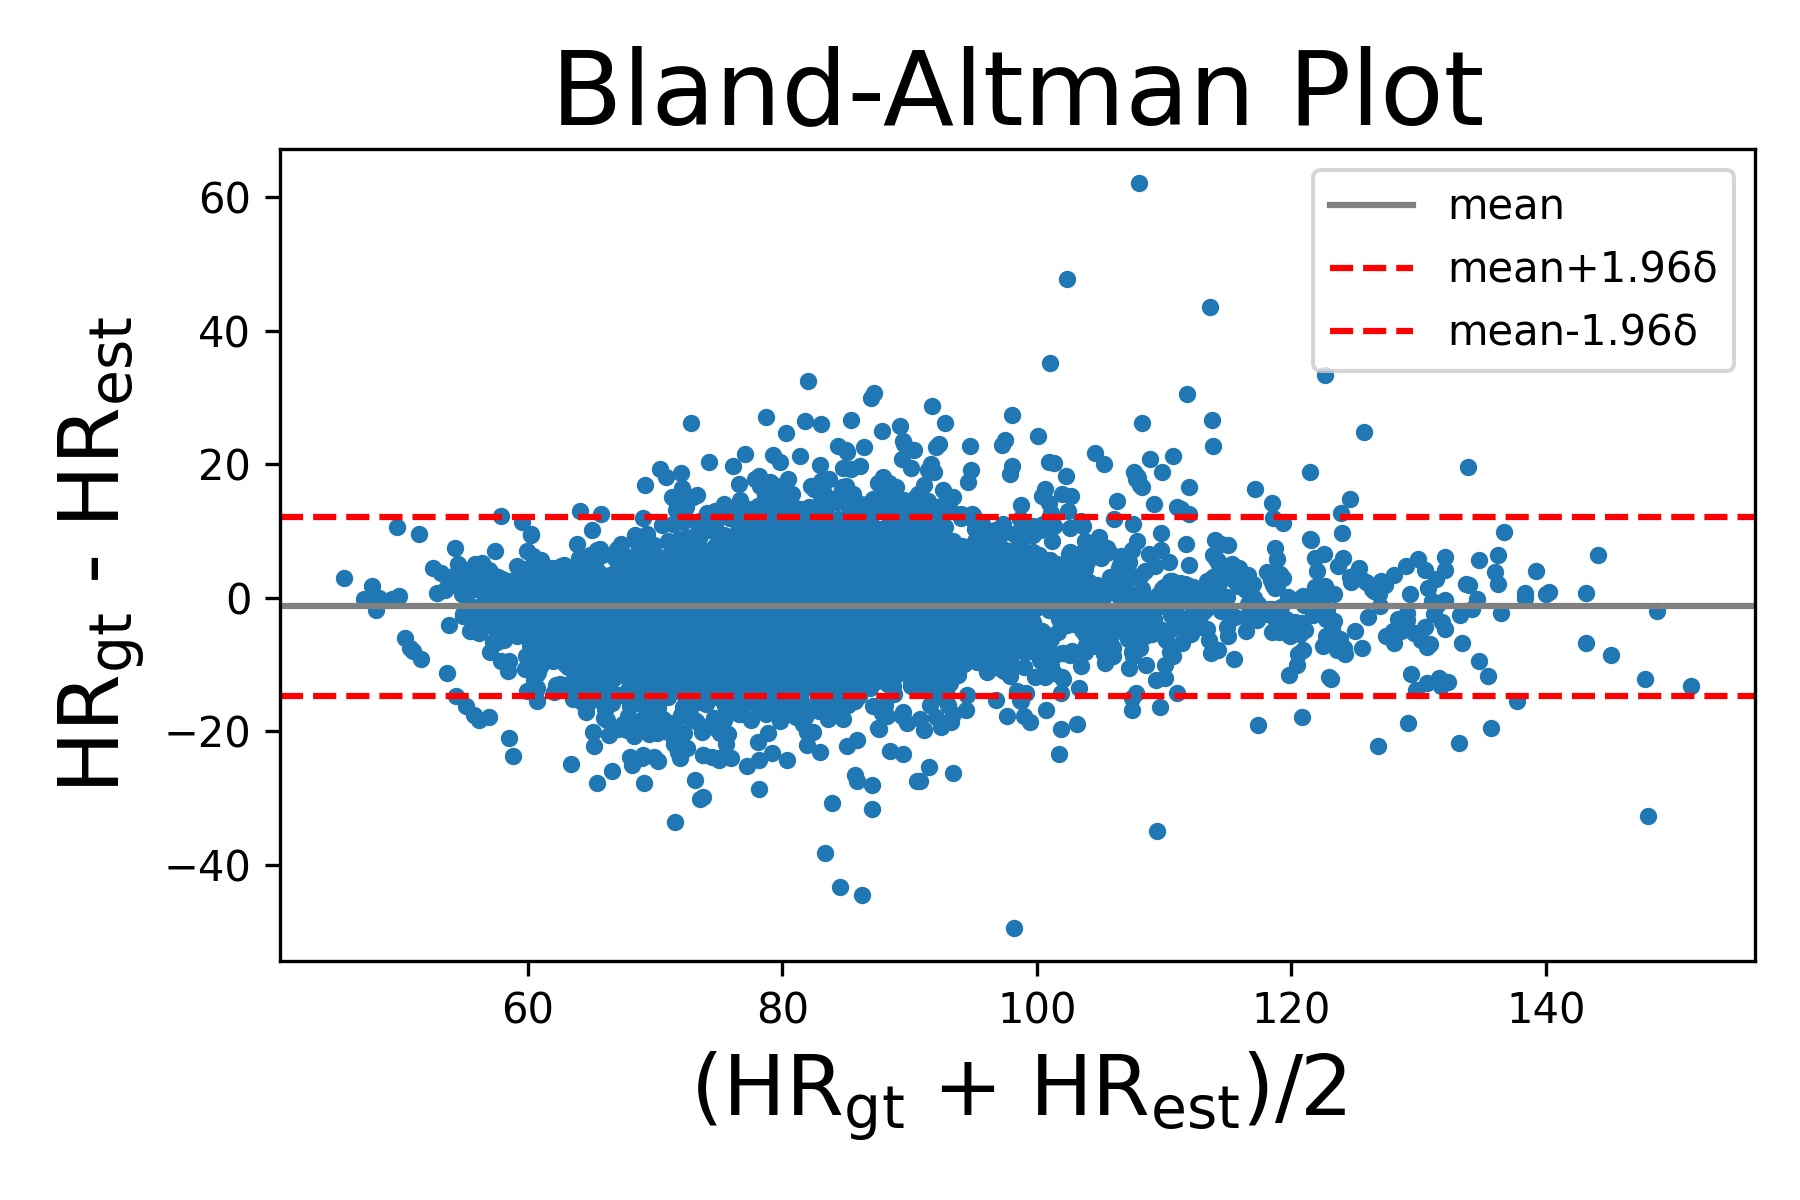 Bland-Altman Plot
HRgt - HRest
60
40
20
0
−20
−40
mean
mean+1.96δ
mean-1.96δ
60 80 100 120 140
(HRgt + HRest)/2